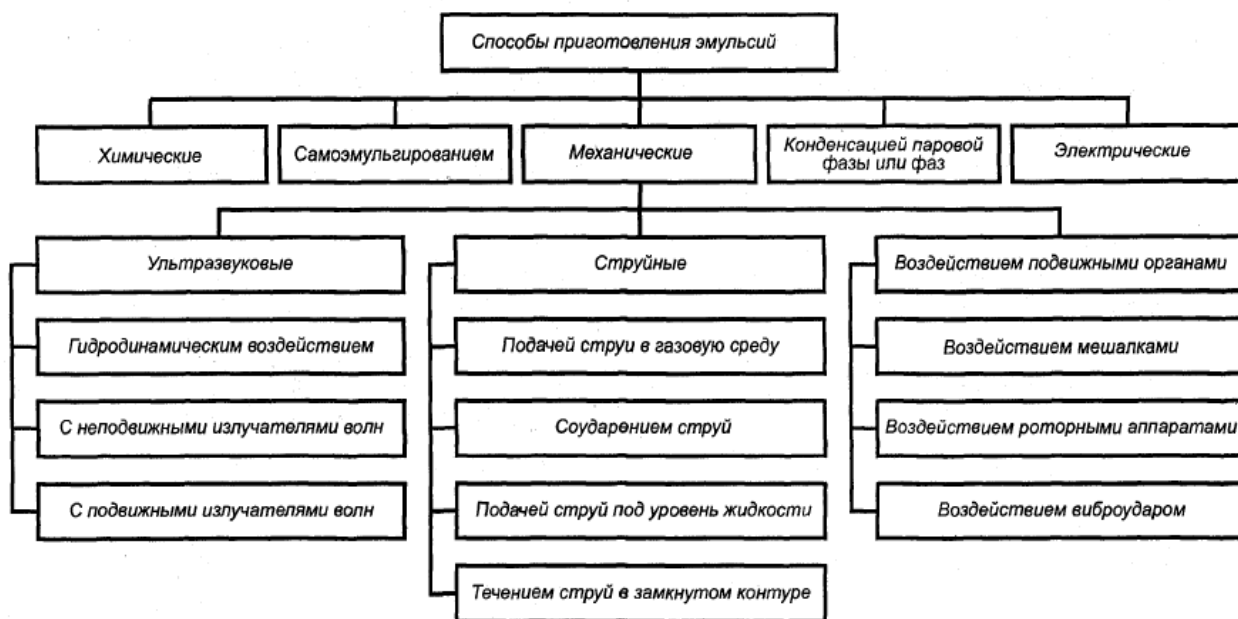 Способы приготовления эмульсий
Химические
Самоэмульгированием
Механические
Конденсацией паровой
фазы или фаз
Электрические
Ультразвуковые
Струйные
Воздействием подвижными органами
Гидродинамическим воздействием
Подачей струи в газовую среду
Воздействием мешалками
С неподвижными излучателями волн
Соударением струй
Воздействием роторными аппаратами
С подвижными излучателями волн
Подачей струй под уровень жидкости
Воздействием виброударом
Течением струй в замкнутом контуре